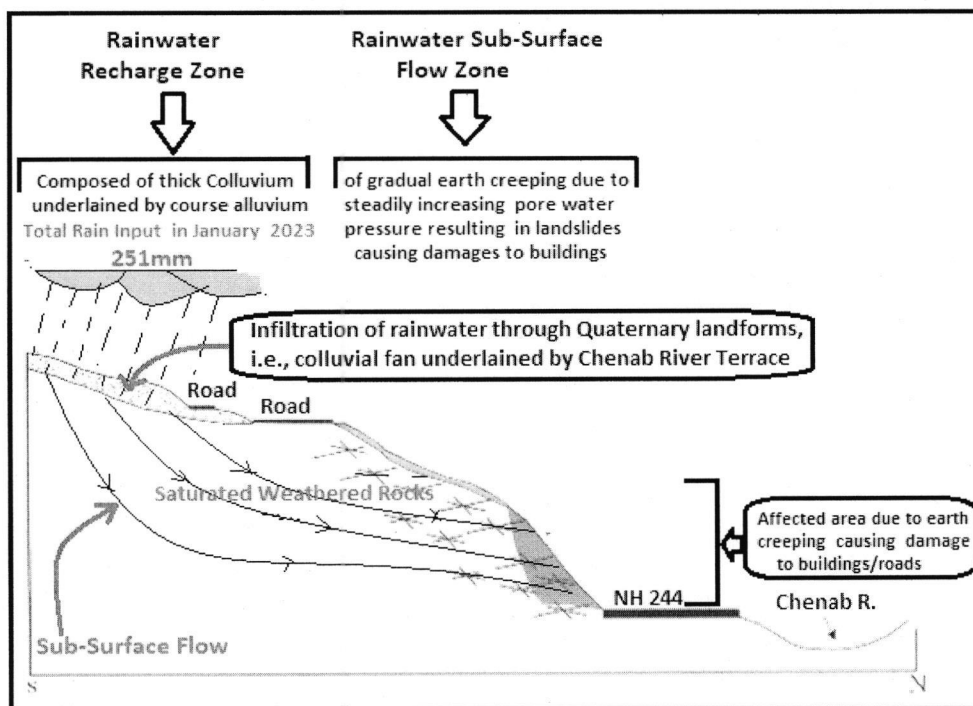 Rainwater
Recharge Zone
Rainwater Sub-Surface
Flow Zone
Composed of thick Colluvium
underlained by course alluvium
Total Rain Input in January 2023
251mm
of gradual earth creeping due to
steadily increasing pore water
pressure resulting in landslides
causing damages to buildings
Infiltration of rainwater through Quaternary landforms,
i.e., colluvial fan underlained by Chenab River Terrace
Road
Road
Saturated Weathered Rocks
Affected area due to earth
creeping causing damage
to buildings/roads
NH 244
Chenab R.
Sub-Surface Flow
S
N